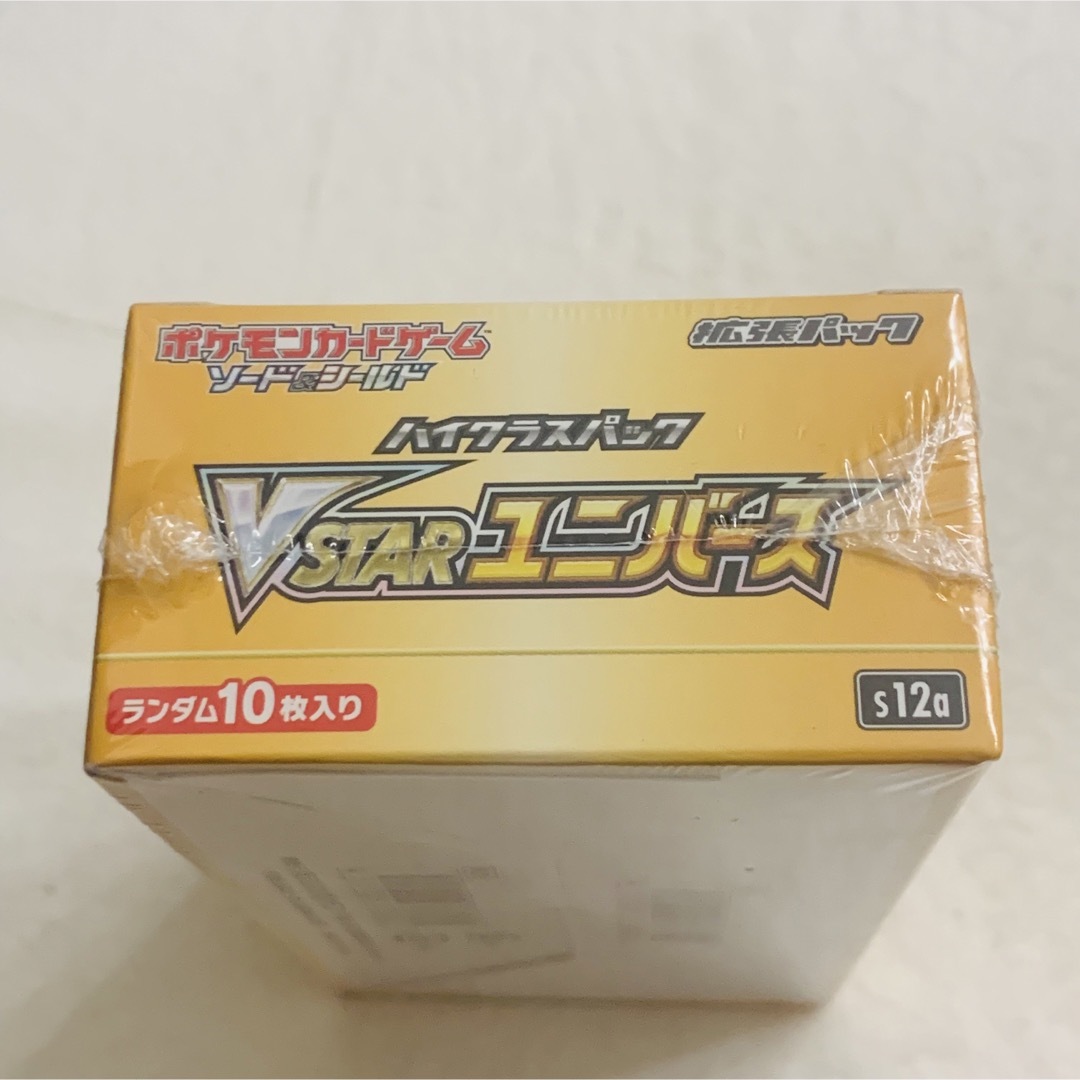 ポケモンカードゲーム
ソード&シールド
拡張パック
ハイクラスパック
VSTARユニバース
ランダム10枚入り
s12a